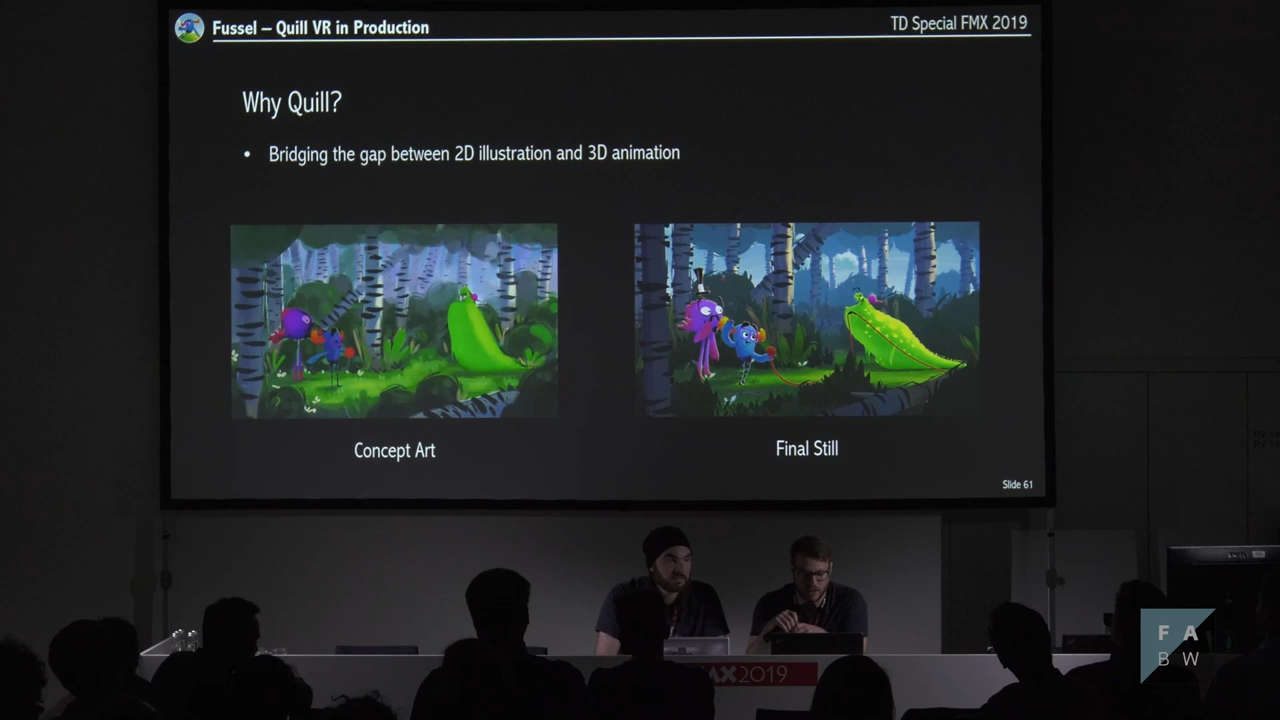 Fussel – Quill VR in Production
TD Special FMX 2019
Why Quill?
• Bridging the gap between 2D illustration and 3D animation
Concept Art
Final Still
Slide 61
MX2019
F A
B W